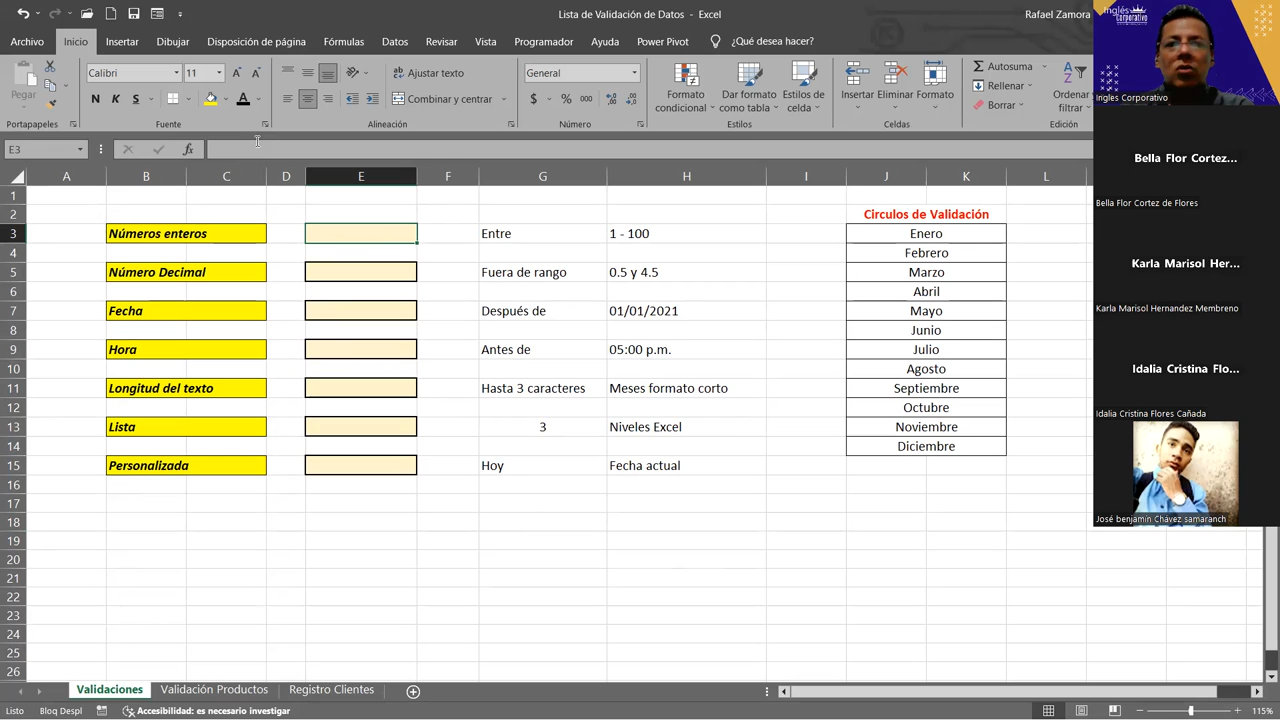 Lista de Validación de Datos - Excel
Rafael Zamora
Inglés
Corporativo
Archivo Inicio Insertar Dibujar Disposición de página Fórmulas Datos Revisar Vista Programador Ayuda Power Pivot ¿Qué desea hacer?
Pegar
Calibri 11
N K S
Ajustar texto
Combinar y centrar
General
$ % 000
Formato condicional
Dar formato como tabla
Estilos de celda
Insertar Eliminar Formato
Autosuma
Rellenar
Borrar
Ordenar
filtrar
Portapapeles Fuente Alineación Número Estilos Celdas Edición
Ingles Corporativo
E3 fx
A B C D E F G H I J K L
1
2 Circulos de Validación
3 Números enteros Entre 1 - 100 Enero
4 Febrero
5 Número Decimal Fuera de rango 0.5 y 4.5 Marzo
6 Abril
7 Fecha Después de 01/01/2021 Mayo
8 Junio
9 Hora Antes de 05:00 p.m. Julio
10 Agosto
11 Longitud del texto Hasta 3 caracteres Meses formato corto Septiembre
12 Octubre
13 Lista 3 Niveles Excel Noviembre
14 Diciembre
15 Personalizada Hoy Fecha actual
16
17
18
19
20
21
22
23
24
25
26
Bella Flor Cortez...
Bella Flor Cortez de Flores
Karla Marisol Her...
Karla Marisol Hernandez Membreno
Idalia Cristina Flo...
Idalia Cristina Flores Cañada
José benjamín Chávez samaranch
Validaciones Validación Productos Registro Clientes
Listo Bloq Despl Accesibilidad: es necesario investigar 115%